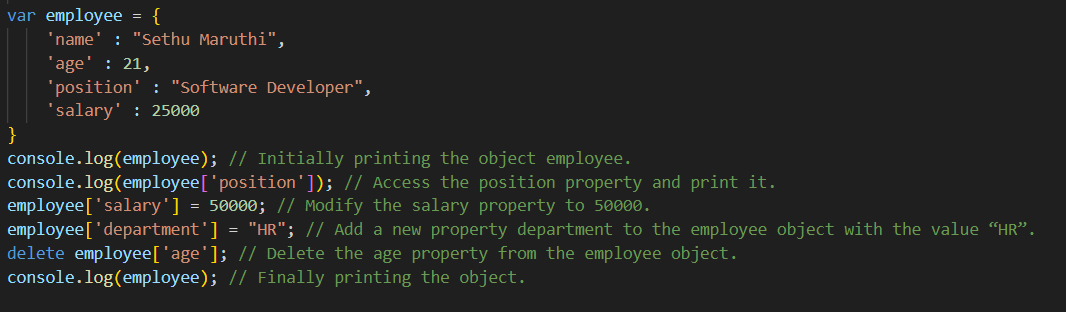 var employee = {
    'name' : "Sethu Maruthi",
    'age' : 21,
    'position' : "Software Developer",
    'salary' : 25000
}
console.log(employee); // Initially printing the object employee.
console.log(employee['position']); // Access the position property and print it.
employee['salary'] = 50000; // Modify the salary property to 50000.
employee['department'] = "HR"; // Add a new property department to the employee object with the value “HR”.
delete employee['age']; // Delete the age property from the employee object.
console.log(employee); // Finally printing the object.